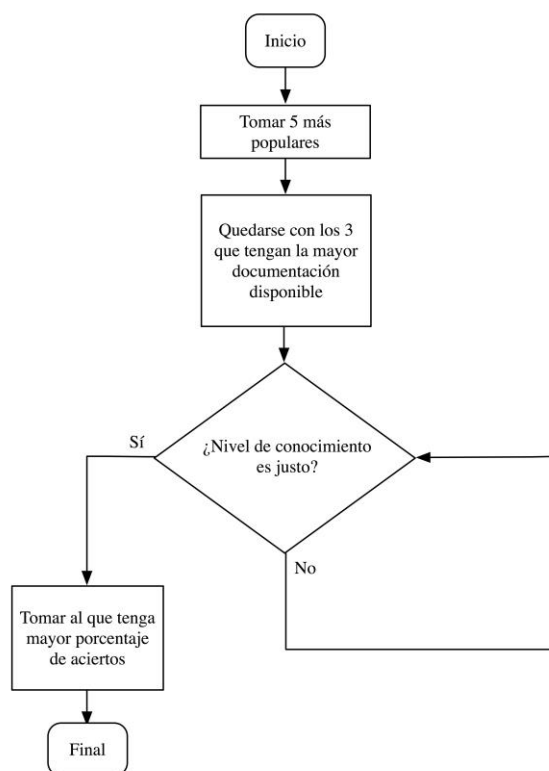 Inicio
Tomar 5 más
populares
Quedarse con los 3
que tengan la mayor
documentación
disponible
¿Nivel de conocimiento
es justo?
Sí
No
Tomar al que tenga
mayor porcentaje
de aciertos
Final